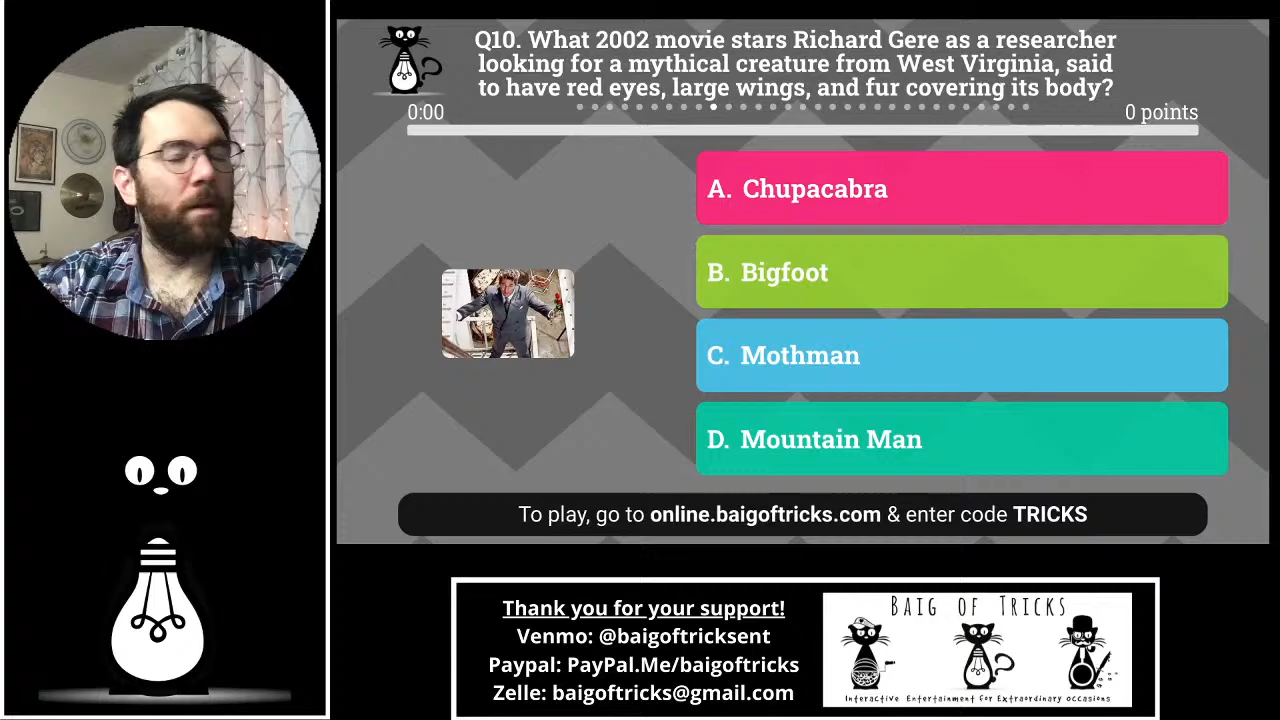 Q10. What 2002 movie stars Richard Gere as a researcher
looking for a mythical creature from West Virginia, said
to have red eyes, large wings, and fur covering its body?
0:00
0 points
A. Chupacabra
B. Bigfoot
C. Mothman
D. Mountain Man
To play, go to online.baigoftricks.com & enter code TRICKS
Thank you for your support!
Venmo: @baigoftricksent
Paypal: PayPal.Me/baigoftricks
Zelle: baigoftricks@gmail.com
BAIG OF TRICKS
Interactive Entertainment for Extraordinary occasions